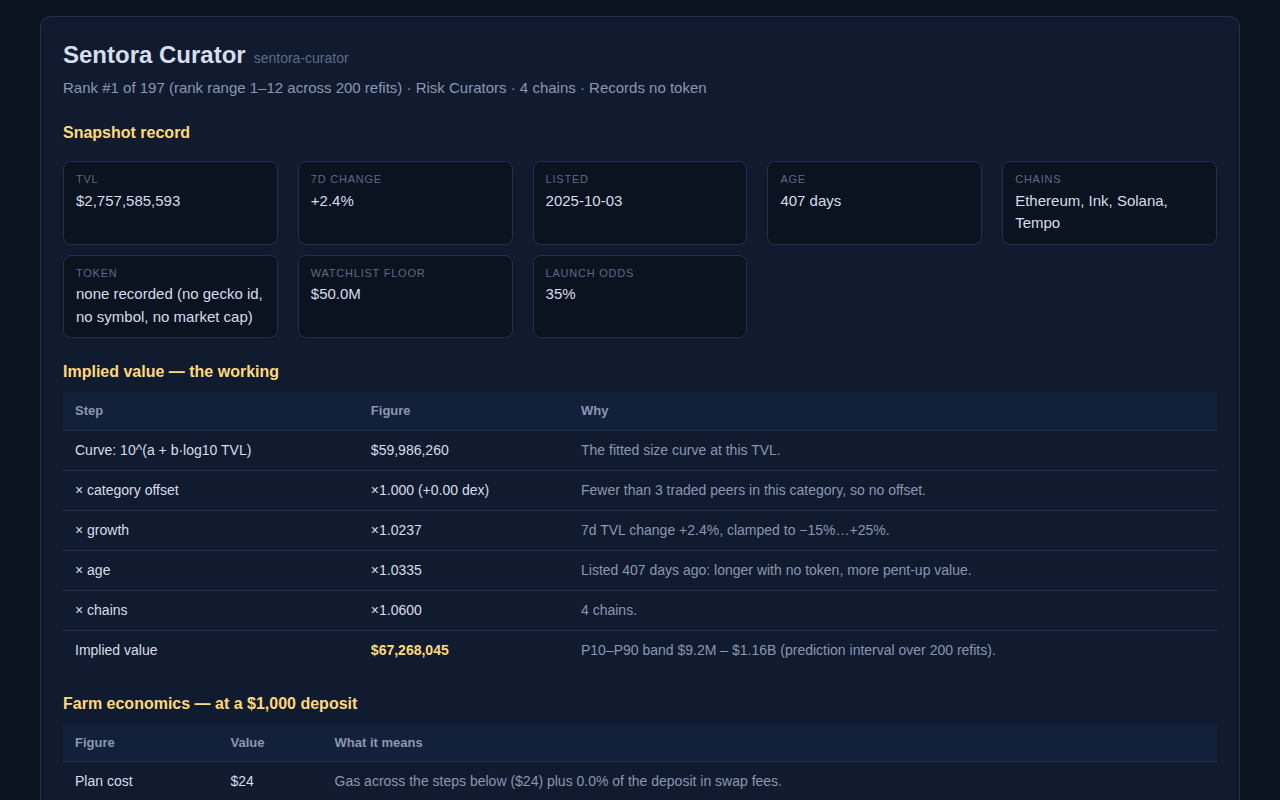 Sentora Curator sentora-curator
Rank #1 of 197 (rank range 1–12 across 200 refits) · Risk Curators · 4 chains · Records no token
Snapshot record
TVL
$2,757,585,593
7D CHANGE
+2.4%
LISTED
2025-10-03
AGE
407 days
CHAINS
Ethereum, Ink, Solana,
Tempo
TOKEN
none recorded (no gecko id,
no symbol, no market cap)
WATCHLIST FLOOR
$50.0M
LAUNCH ODDS
35%
Implied value — the working
Step Figure Why
Curve: 10^(a + b·log10 TVL) $59,986,260 The fitted size curve at this TVL.
× category offset ×1.000 (+0.00 dex) Fewer than 3 traded peers in this category, so no offset.
× growth ×1.0237 7d TVL change +2.4%, clamped to −15%…+25%.
× age ×1.0335 Listed 407 days ago: longer with no token, more pent-up value.
× chains ×1.0600 4 chains.
Implied value $67,268,045 P10–P90 band $9.2M – $1.16B (prediction interval over 200 refits).
Farm economics — at a $1,000 deposit
Figure Value What it means
Plan cost $24 Gas across the steps below ($24) plus 0.0% of the deposit in swap fees.